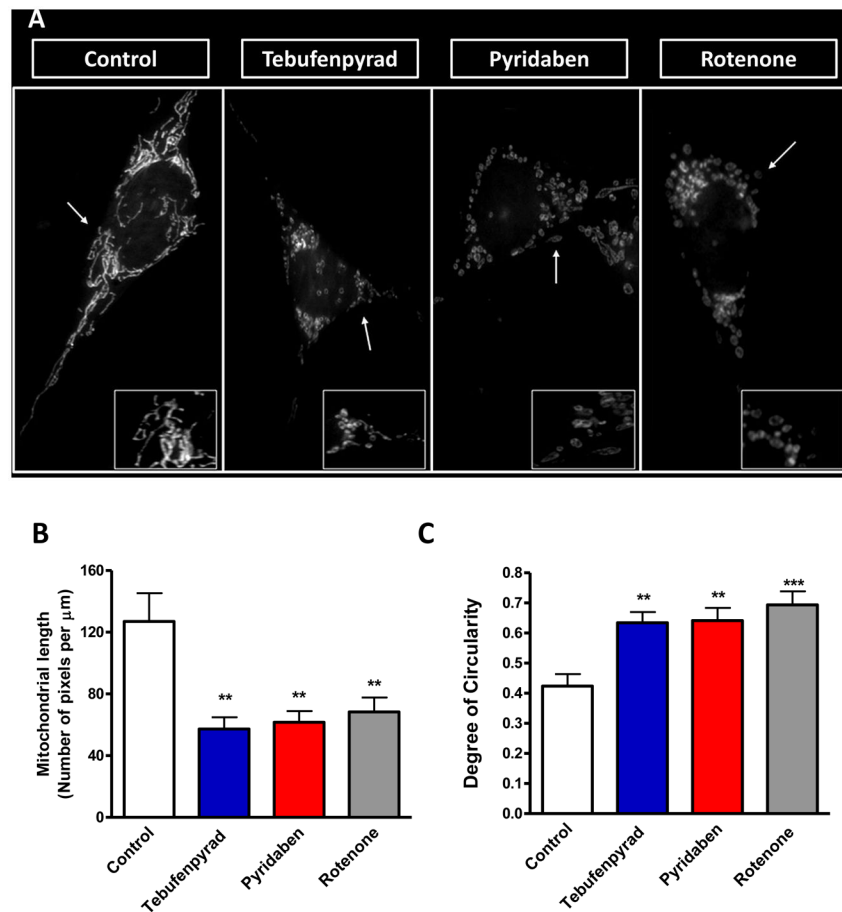 A
Control Tebufenpyrad Pyridaben Rotenone
B
Mitochondrial length
(Number of pixels per μm)
160
120
80
40
0
** ** **
Control Tebufenpyrad Pyridaben Rotenone
C
Degree of Circularity
0.8
0.7
0.6
0.5
0.4
0.3
0.2
0.1
0.0
** ** ***
Control Tebufenpyrad Pyridaben Rotenone